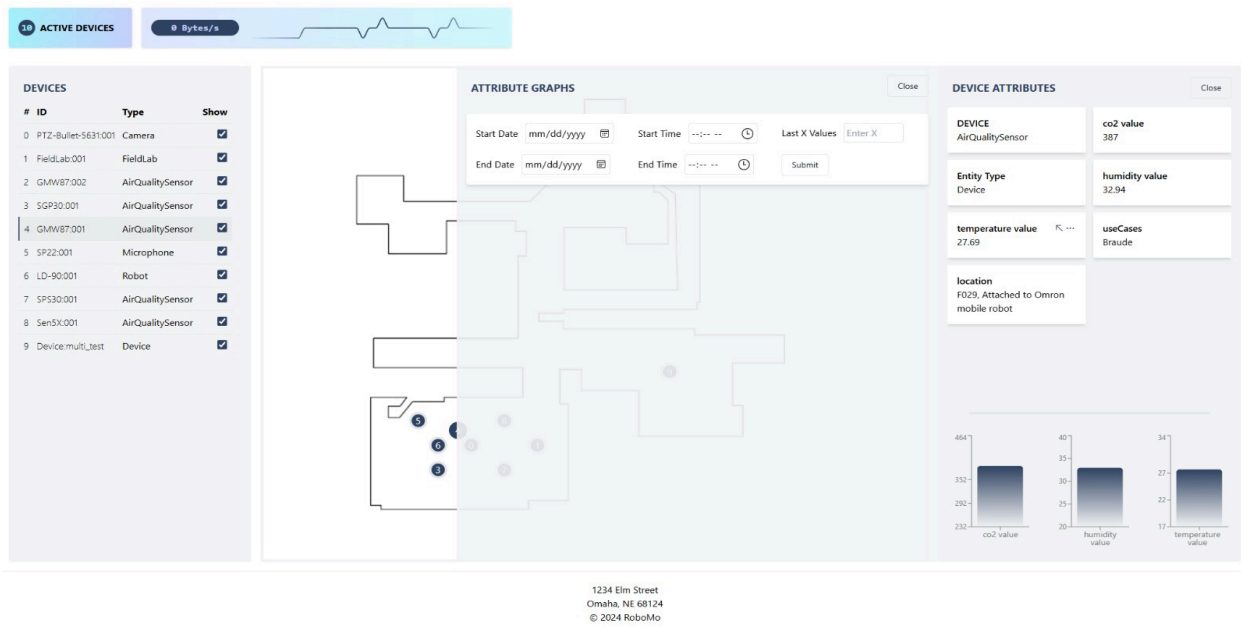 10 ACTIVE DEVICES
0 Bytes/s
DEVICES
# ID Type Show
0 PTZ-Bullet-5631:001 Camera
1 FieldLab:001 FieldLab
2 GMW87:002 AirQualitySensor
3 SGP30:001 AirQualitySensor
4 GMW87:001 AirQualitySensor
5 SP22:001 Microphone
6 LD-90:001 Robot
7 SPS30:001 AirQualitySensor
8 Sen5X:001 AirQualitySensor
9 Device:multi_test Device
ATTRIBUTE GRAPHS
Close
Start Date mm/dd/yyyy Start Time --:-- -- Last X Values Enter X
End Date mm/dd/yyyy End Time --:-- -- Submit
5
6
3
DEVICE ATTRIBUTES
Close
DEVICE
AirQualitySensor
co2 value
387
Entity Type
Device
humidity value
32.94
temperature value
27.69
useCases
Braude
location
F029, Attached to Omron
mobile robot
464
352
292
232
co2 value
40
35
30
25
20
humidity
value
34
27
22
17
temperature
value
1234 Elm Street
Omaha, NE 68124
© 2024 RoboMo